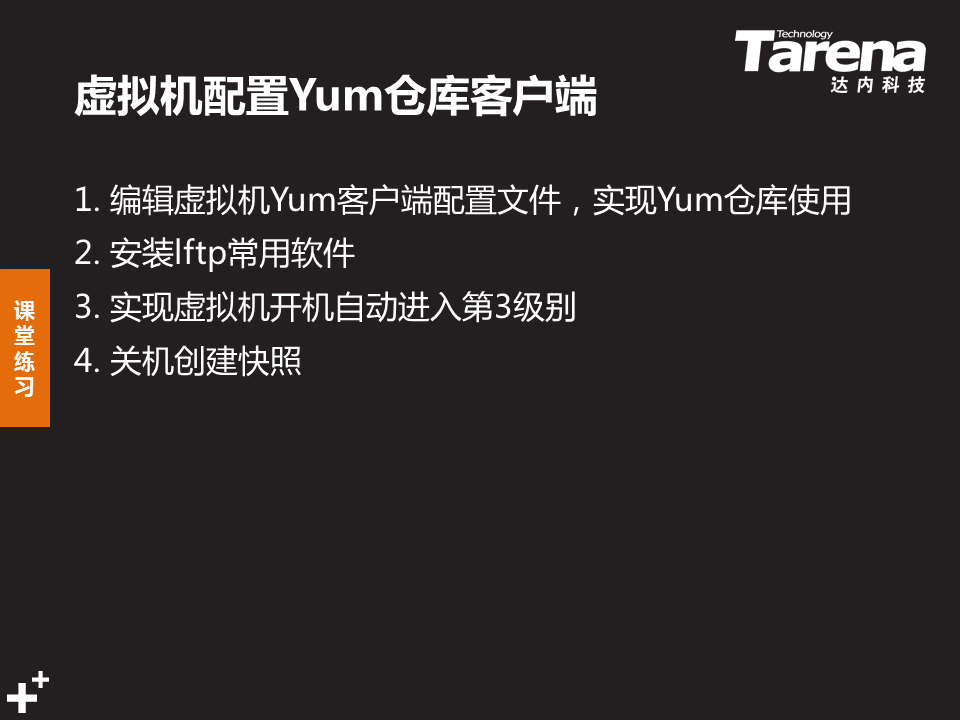 Technology
Tarena
达内科技
虚拟机配置Yum仓库客户端
1. 编辑虚拟机Yum客户端配置文件，实现Yum仓库使用
2. 安装lftp常用软件
3. 实现虚拟机开机自动进入第3级别
4. 关机创建快照
课堂练习